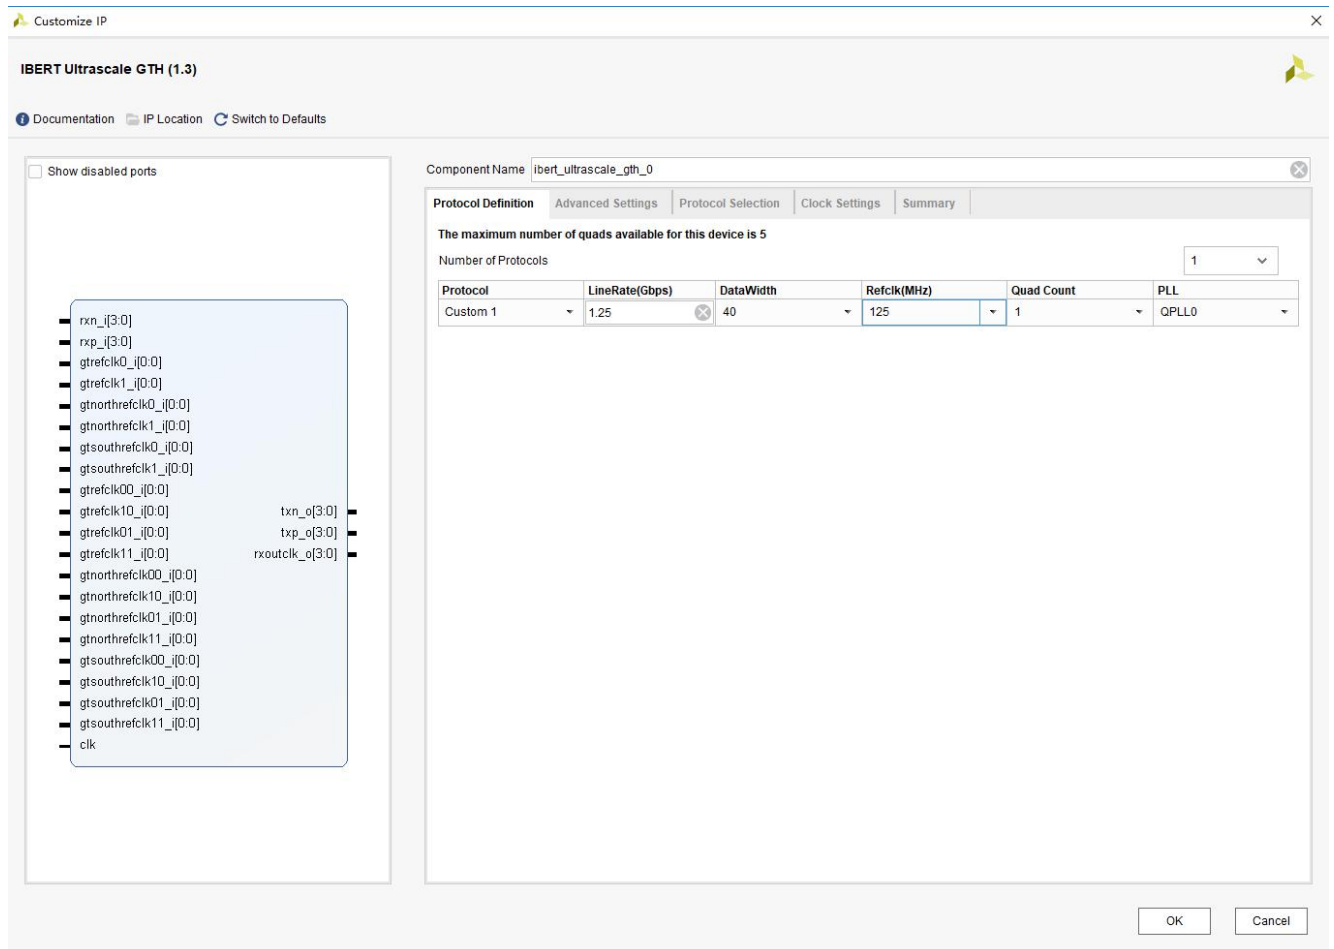 Customize IP
IBERT Ultrascale GTH (1.3)
Documentation IP Location Switch to Defaults
Show disabled ports
rxn_i[3:0]
rxp_i[3:0]
gtrefclk0_i[0:0]
gtrefclk1_i[0:0]
gtnorthrefclk0_i[0:0]
gtnorthrefclk1_i[0:0]
gtsouthrefclk0_i[0:0]
gtsouthrefclk1_i[0:0]
gtrefclk00_i[0:0]
gtrefclk10_i[0:0] txn_o[3:0]
gtrefclk01_i[0:0] txp_o[3:0]
gtrefclk11_i[0:0] rxoutclk_o[3:0]
gtnorthrefclk00_i[0:0]
gtnorthrefclk10_i[0:0]
gtnorthrefclk01_i[0:0]
gtnorthrefclk11_i[0:0]
gtsouthrefclk00_i[0:0]
gtsouthrefclk10_i[0:0]
gtsouthrefclk01_i[0:0]
gtsouthrefclk11_i[0:0]
clk
Component Name ibert_ultrascale_gth_0
Protocol Definition Advanced Settings Protocol Selection Clock Settings Summary
The maximum number of quads available for this device is 5
Number of Protocols 1
Protocol LineRate(Gbps) DataWidth Refclk(MHz) Quad Count PLL
Custom 1 1.25 40 125 1 QPLL0
OK Cancel